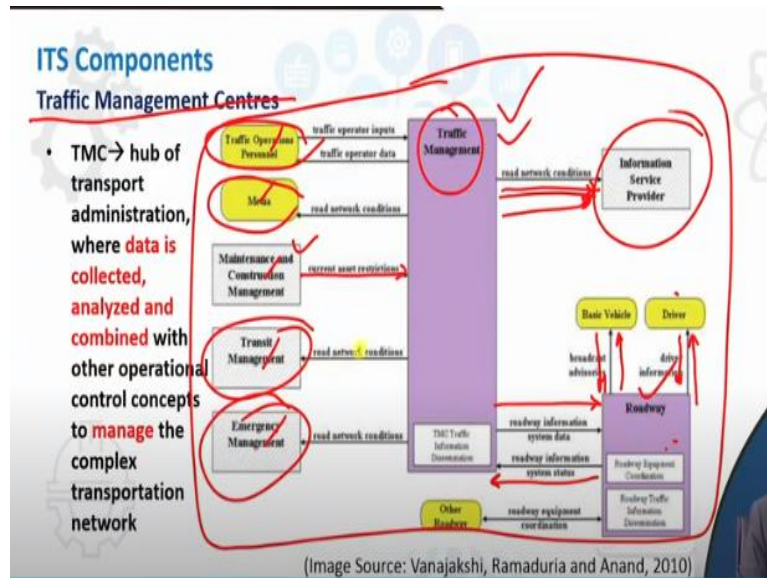 ITS Components
Traffic Management Centres
• TMC→ hub of
transport
administration,
where data is
collected,
analyzed and
combined with
other operational
control concepts
to manage the
complex
transportation
network
Traffic Operations
Personnel
traffic operator inputs
traffic operator data
Traffic
Management
road network conditions
Information
Service
Provider
Media
road network conditions
Maintenance and
Construction
Management
current asset restrictions
Transit
Management
road network conditions
Emergency
Management
road network conditions
TMC Traffic
Information
Dissemination
Basic Vehicle
Driver
broadcast
advisories
driver
information
Roadway
roadway information
system data
roadway information
system status
Roadway Equipment
Coordination
Roadway Traffic
Information
Dissemination
Other
Roadway
roadway equipment
coordination
(Image Source: Vanajakshi, Ramaduria and Anand, 2010)